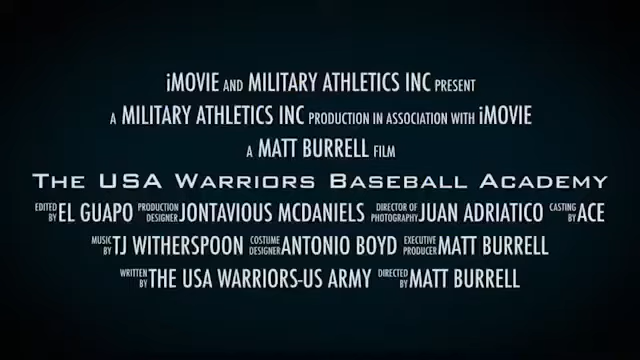 iMOVIE AND MILITARY ATHLETICS INC PRESENT
A MILITARY ATHLETICS INC PRODUCTION IN ASSOCIATION WITH iMOVIE
A MATT BURRELL FILM
THE USA WARRIORS BASEBALL ACADEMY
EDITED BY EL GUAPO PRODUCTION DESIGNER JONTAVIOUS MCDANIELS DIRECTOR OF PHOTOGRAPHY JUAN ADRIATICO CASTING BY ACE
MUSIC BY TJ WITHERSPOON COSTUME DESIGNER ANTONIO BOYD EXECUTIVE PRODUCER MATT BURRELL
WRITTEN BY THE USA WARRIORS-US ARMY DIRECTED BY MATT BURRELL